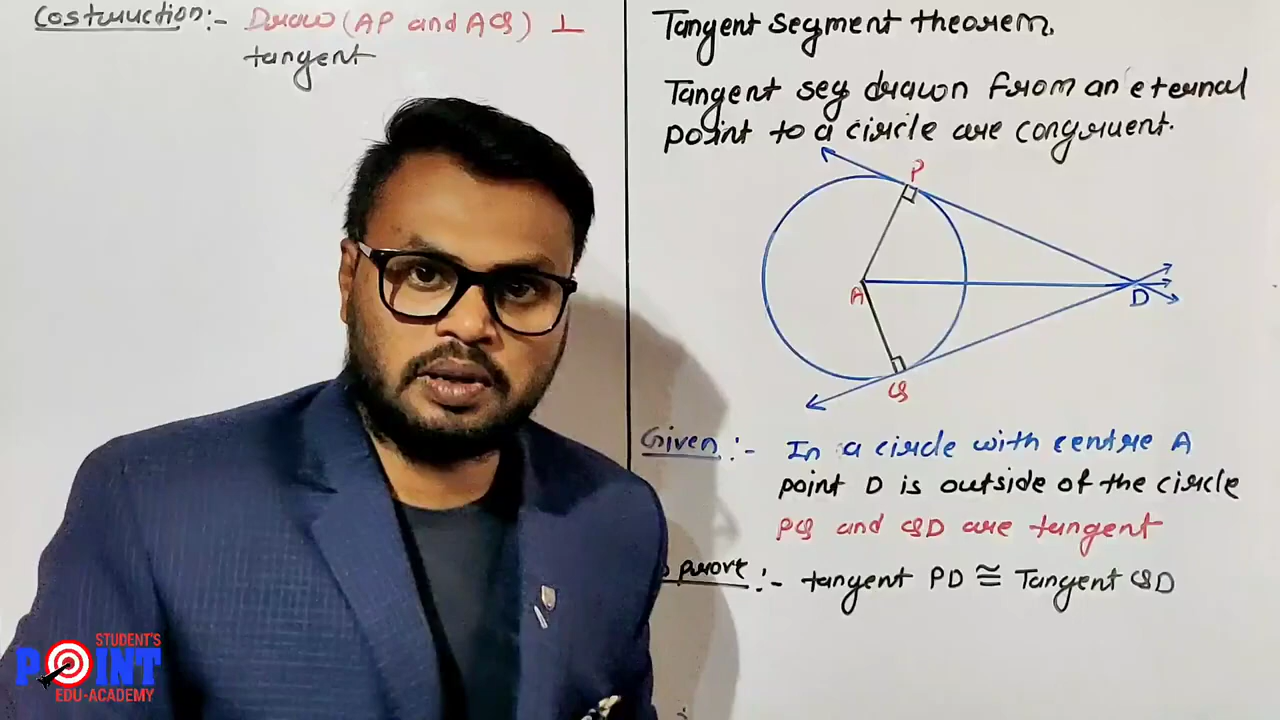 Costruction:- Draw (AP and AQ) ⊥
tangent
Tangent segment theorem.
Tangent seg drawn from an eternal
point to a circle are congruent.
P
A
D
Q
Given :- In a circle with centre A
point D is outside of the circle
PQ and QD are tangent
prove :- tangent PD ≅ Tangent QD
STUDENT'S
POINT
EDU-ACADEMY